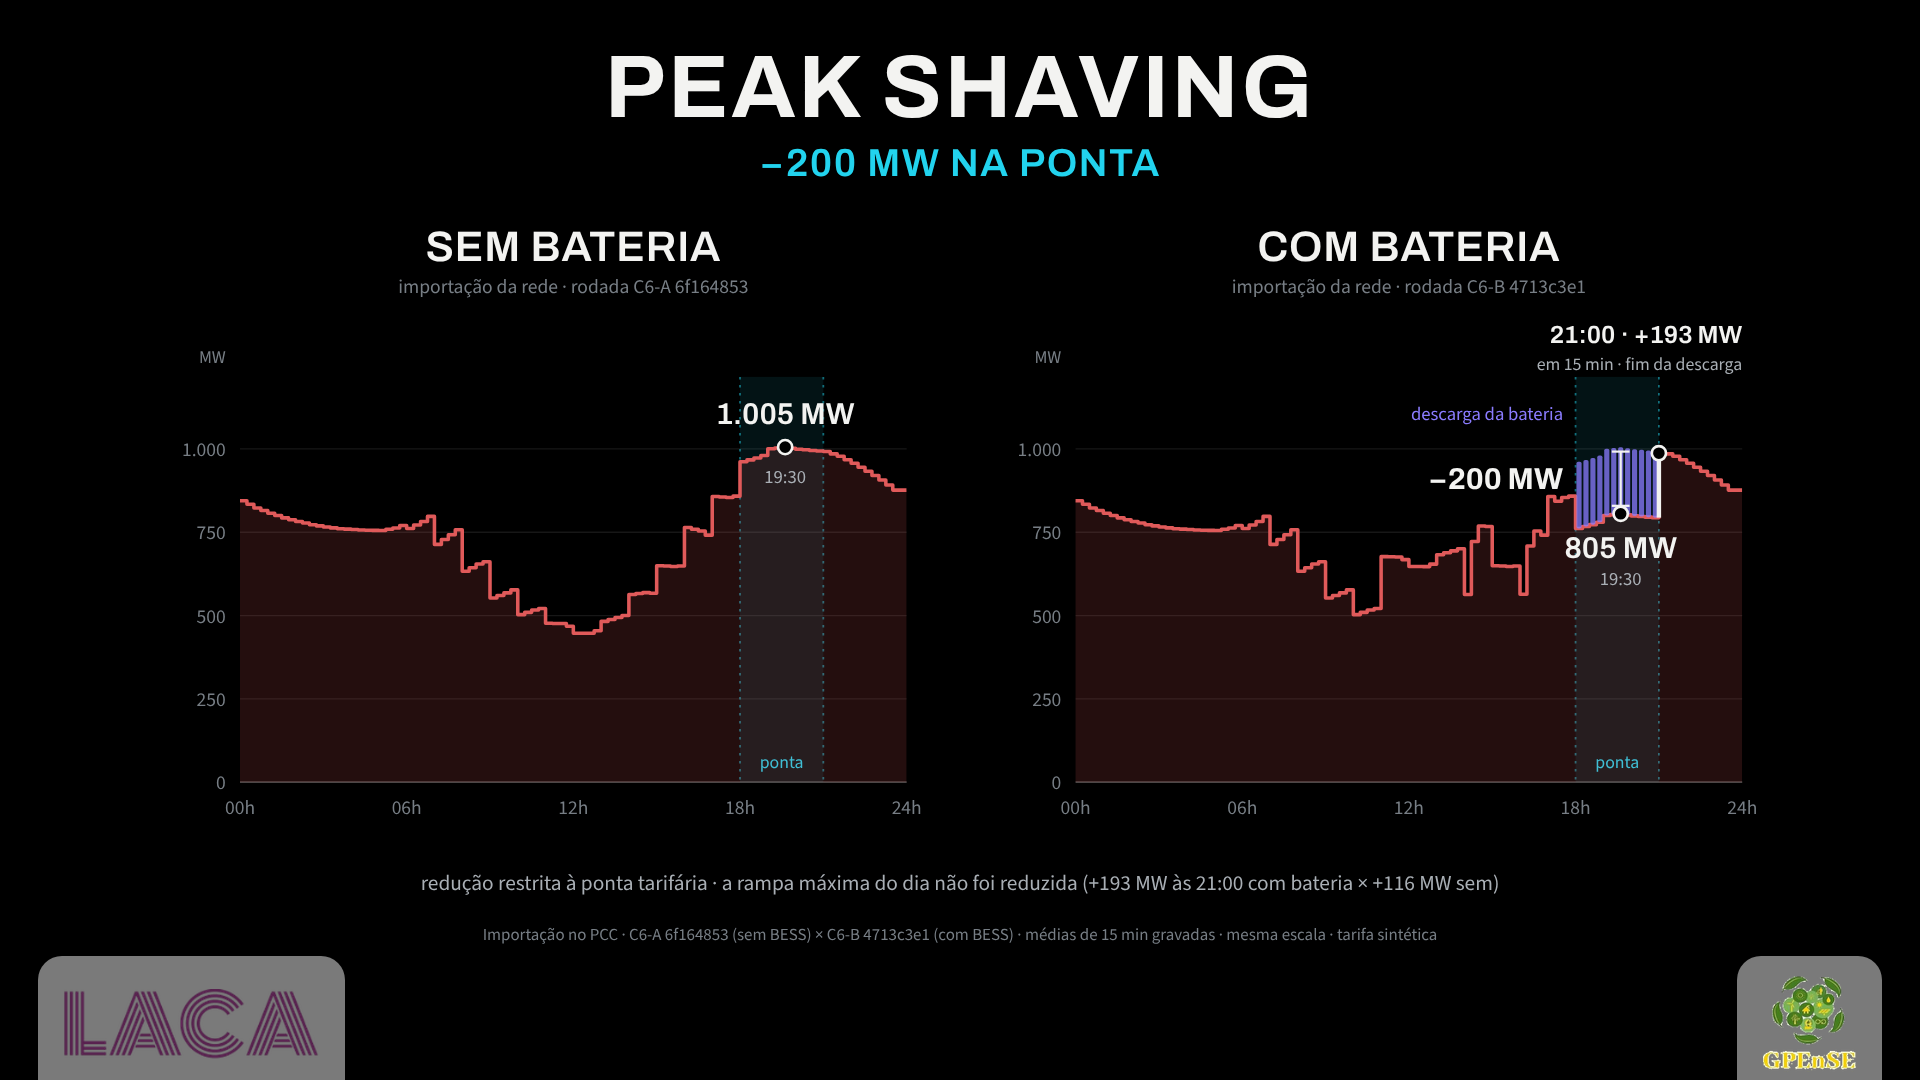 PEAK SHAVING
–200 MW NA PONTA
SEM BATERIA
importação da rede · rodada C6-A 6f164853
MW
1.005 MW
19:30
1.000
750
500
250
0
ponta
00h 06h 12h 18h 24h
COM BATERIA
importação da rede · rodada C6-B 4713c3e1
21:00 · +193 MW
em 15 min · fim da descarga
MW
descarga da bateria
–200 MW
805 MW
19:30
1.000
750
500
250
0
ponta
00h 06h 12h 18h 24h
redução restrita à ponta tarifária · a rampa máxima do dia não foi reduzida (+193 MW às 21:00 com bateria × +116 MW sem)
Importação no PCC · C6-A 6f164853 (sem BESS) × C6-B 4713c3e1 (com BESS) · médias de 15 min gravadas · mesma escala · tarifa sintética
LACA
GPEnSE